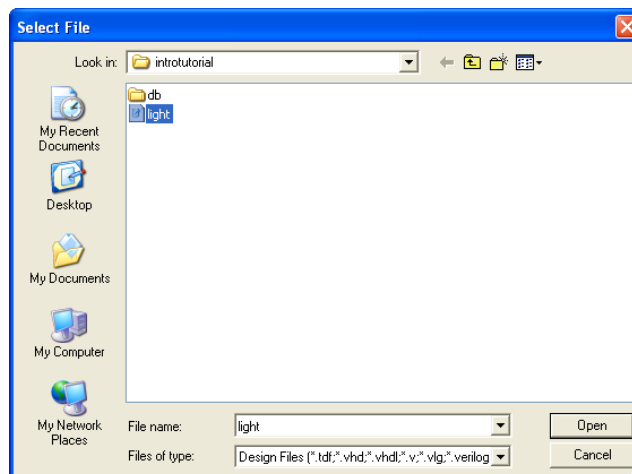 Select File
Look in:
introtutorial
db
light
My Recent
Documents
Desktop
My Documents
My Computer
My Network
Places
File name:
light
Open
Files of type:
Design Files (*.tdf;*.vhd;*.vhdl;*.v;*.vlg;*.verilog
Cancel